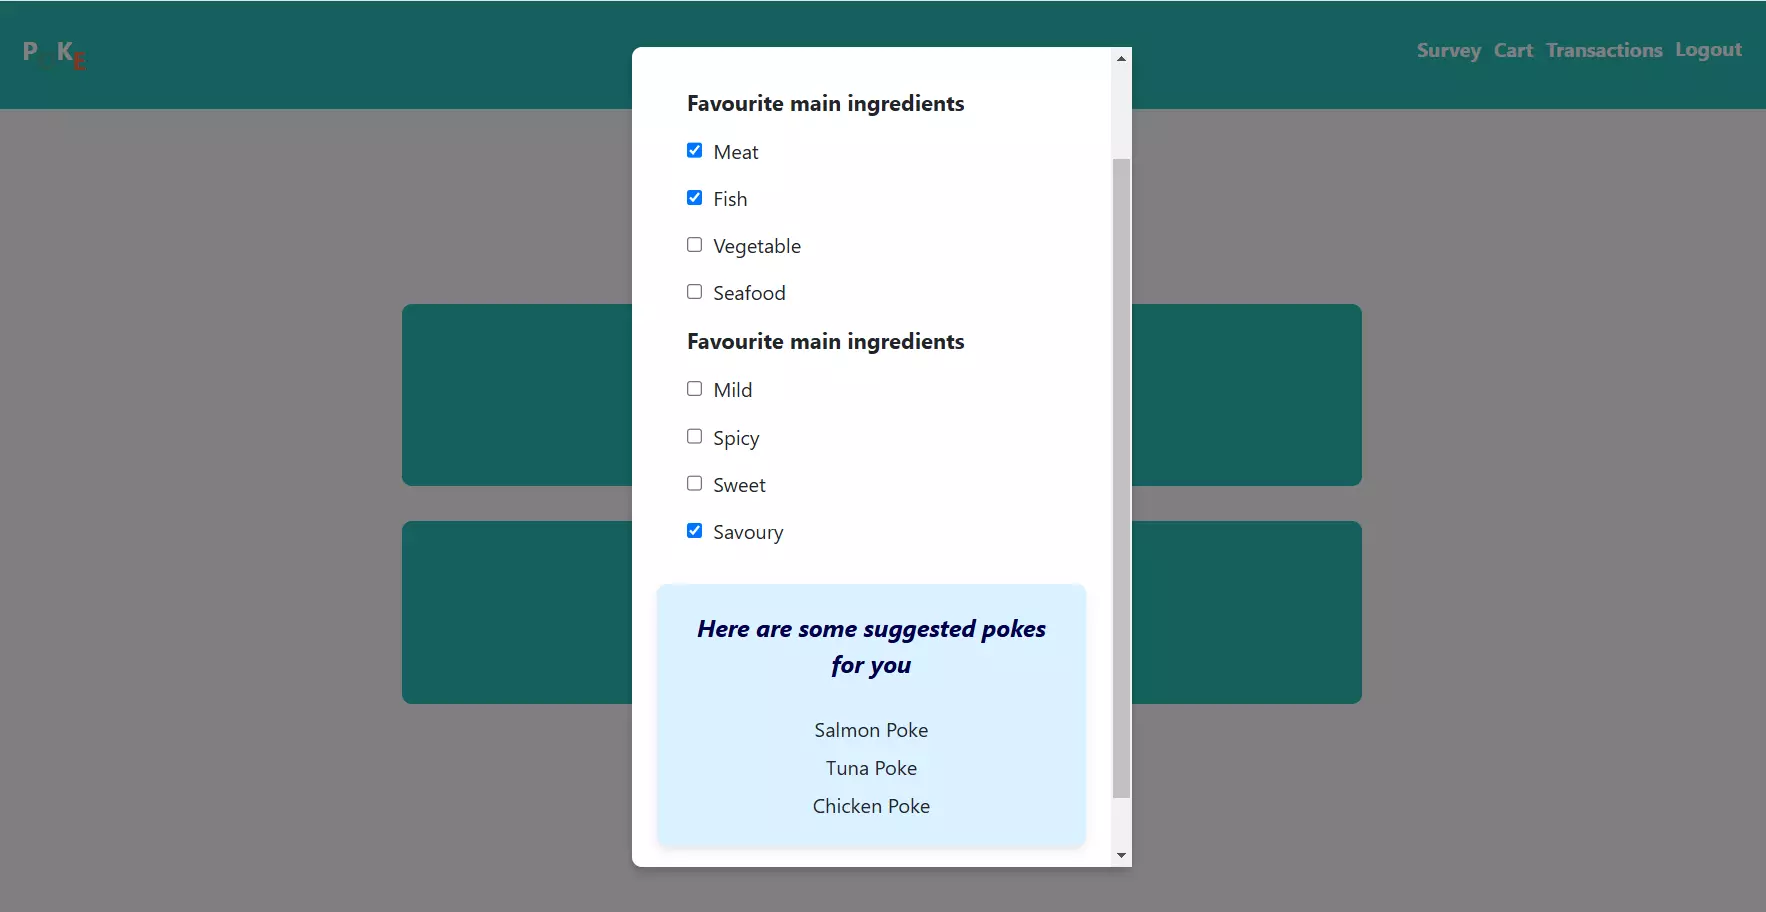 P KE
Survey Cart Transactions Logout
Favourite main ingredients
Meat
Fish
Vegetable
Seafood
Favourite main ingredients
Mild
Spicy
Sweet
Savoury
Here are some suggested pokes
for you
Salmon Poke
Tuna Poke
Chicken Poke